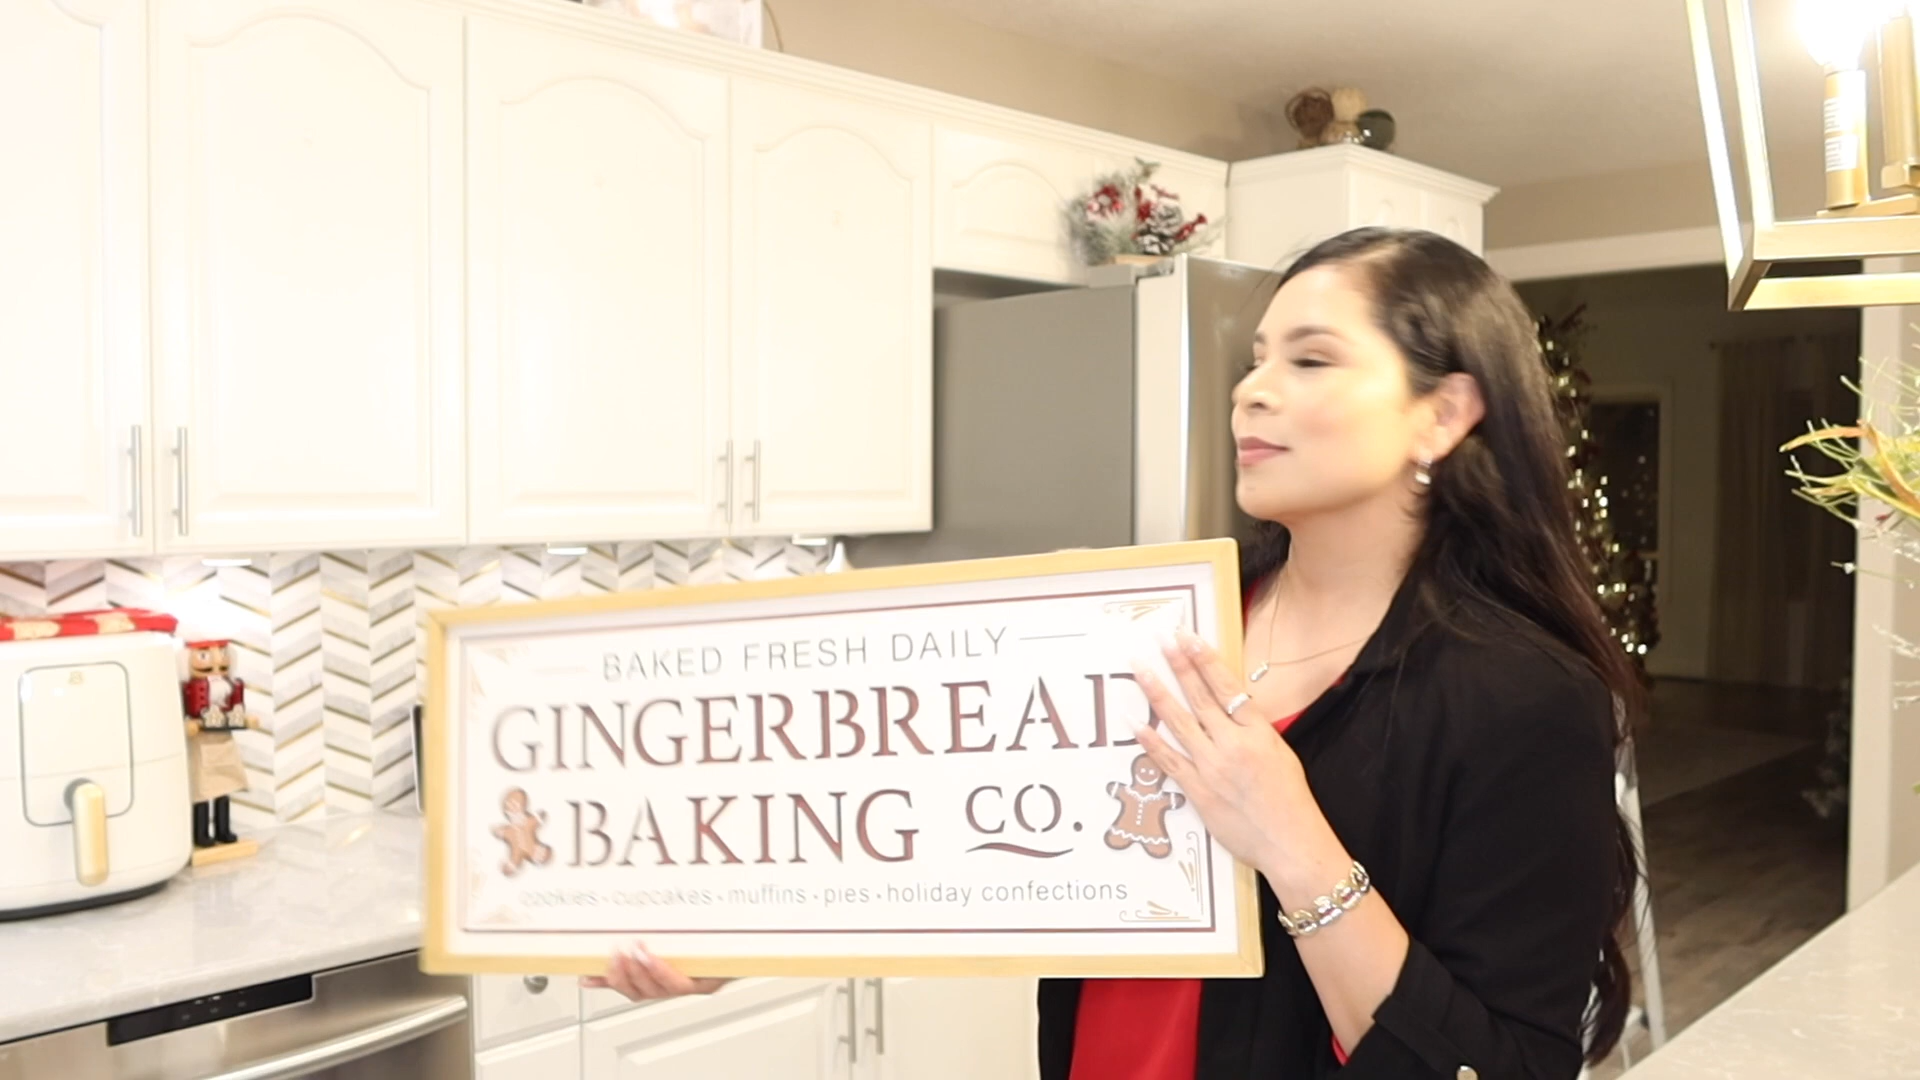 BAKED FRESH DAILY
GINGERBREAD
BAKING CO.
cookies • cupcakes • muffins • pies • holiday confections